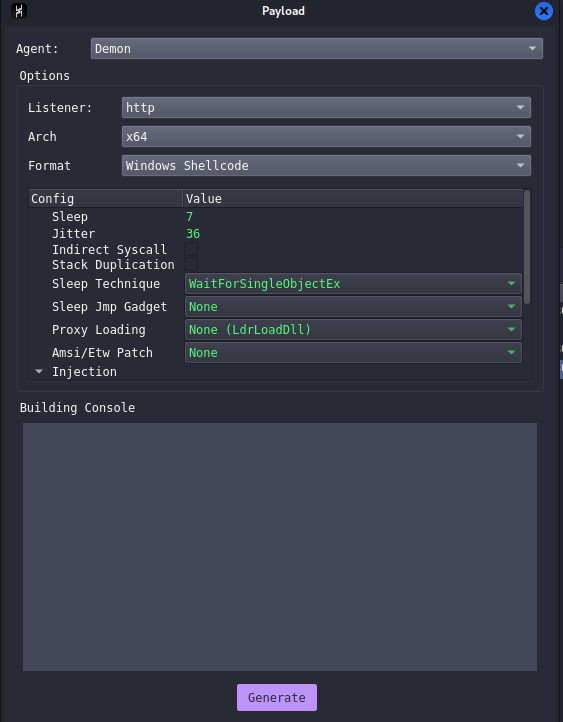 Payload
Agent: Demon
Options
Listener: http
Arch x64
Format Windows Shellcode
Config Value
Sleep 7
Jitter 36
Indirect Syscall
Stack Duplication
Sleep Technique WaitForSingleObjectEx
Sleep Jmp Gadget None
Proxy Loading None (LdrLoadDll)
Amsi/Etw Patch None
Injection
Building Console
Generate